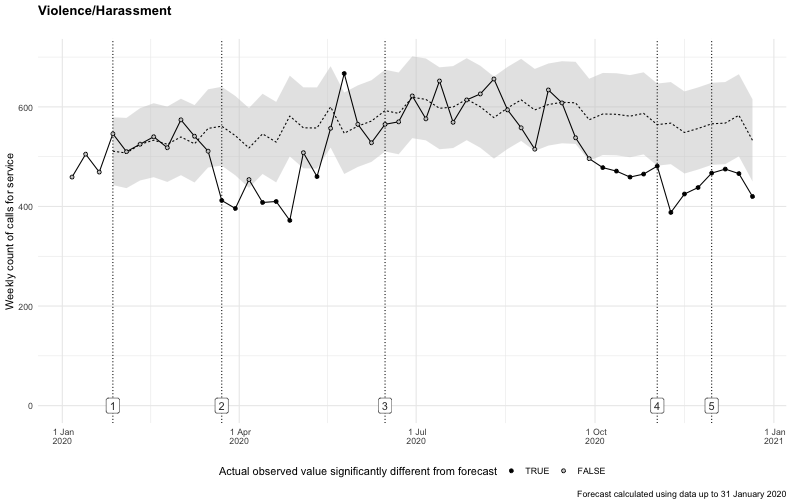 Violence/Harassment
Weekly count of calls for service
600
400
200
0
1 2 3 4 5
1 Jan 1 Apr 1 Jul 1 Oct 1 Jan
2020 2020 2020 2020 2021
Actual observed value significantly different from forecast TRUE FALSE
Forecast calculated using data up to 31 January 2020